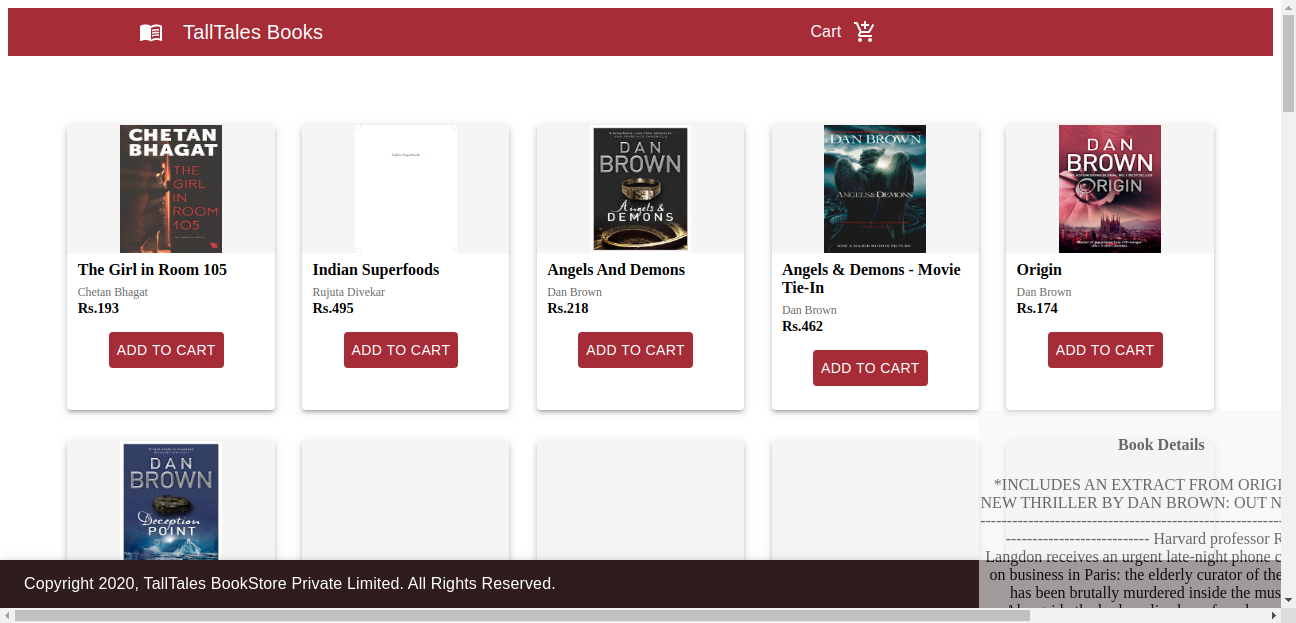 TallTales Books
Cart
CHETAN
BHAGAT
THE
GIRL
IN
ROOM
105
Indian Superfoods
DAN
BROWN
Angels &
DEMONS
DAN BROWN
ANGELS & DEMONS
NOW A MAJOR MOTION PICTURE
DAN
BROWN
ORIGIN
The Girl in Room 105
Chetan Bhagat
Rs.193
ADD TO CART
Indian Superfoods
Rujuta Divekar
Rs.495
ADD TO CART
Angels And Demons
Dan Brown
Rs.218
ADD TO CART
Angels & Demons - Movie
Tie-In
Dan Brown
Rs.462
ADD TO CART
Origin
Dan Brown
Rs.174
ADD TO CART
DAN
BROWN
Deception
POINT
Book Details
*INCLUDES AN EXTRACT FROM ORIGI
NEW THRILLER BY DAN BROWN: OUT N
--------------------------------------------------------------
--------------------------- Harvard professor R
Langdon receives an urgent late-night phone c
on business in Paris: the elderly curator of the
has been brutally murdered inside the mus
Copyright 2020, TallTales BookStore Private Limited. All Rights Reserved.